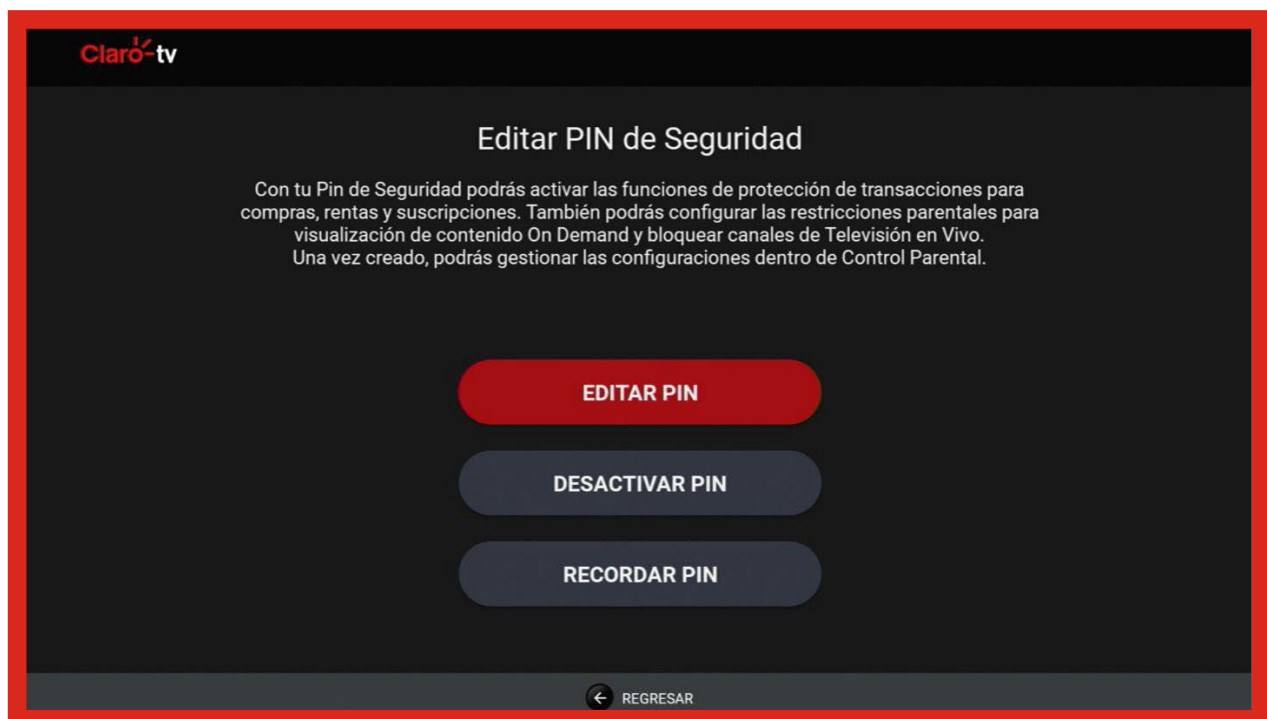 Claro-tv
Editar PIN de Seguridad
Con tu Pin de Seguridad podrás activar las funciones de protección de transacciones para
compras, rentas y suscripciones. También podrás configurar las restricciones parentales para
visualización de contenido On Demand y bloquear canales de Televisión en Vivo.
Una vez creado, podrás gestionar las configuraciones dentro de Control Parental.
EDITAR PIN
DESACTIVAR PIN
RECORDAR PIN
REGRESAR